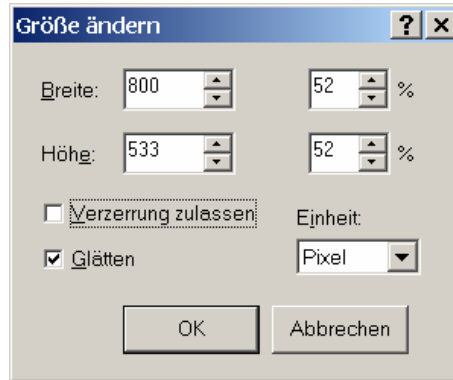 Größe ändern
Breite: 800 52 %
Höhe: 533 52 %
Verzerrung zulassen Einheit:
Glätten Pixel
OK Abbrechen